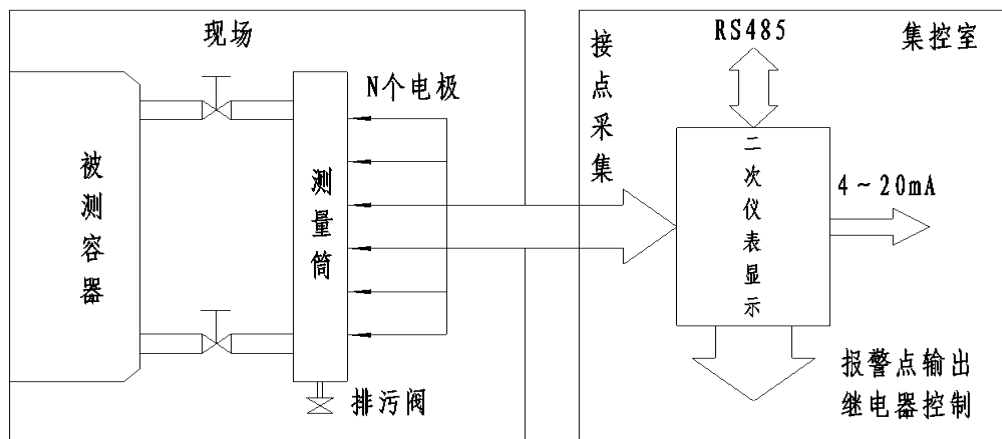 现场
N个电极
被测容器
测量筒
排污阀
接点采集
RS485
集控室
二次仪表显示
4～20mA
报警点输出
继电器控制